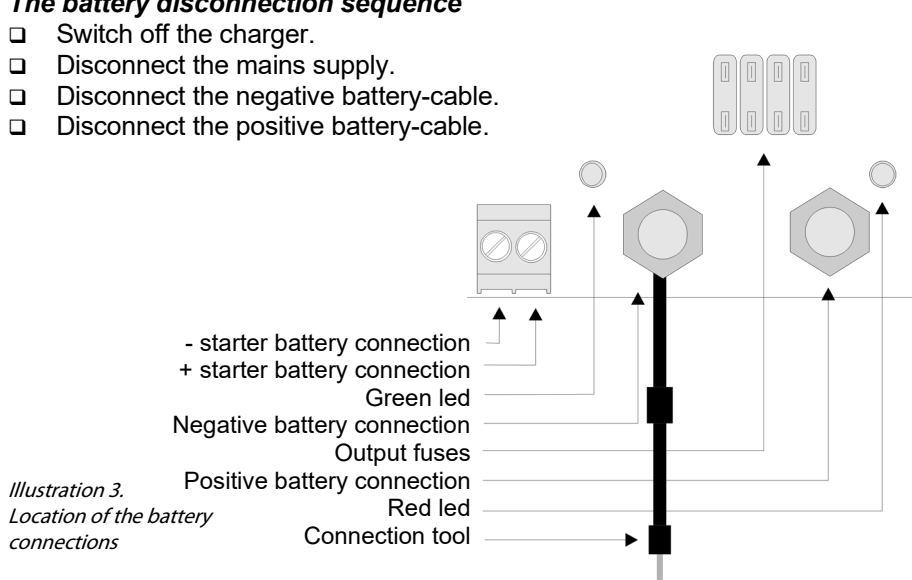 The battery disconnection sequence
❑ Switch off the charger.
❑ Disconnect the mains supply.
❑ Disconnect the negative battery-cable.
❑ Disconnect the positive battery-cable.
- starter battery connection
+ starter battery connection
Green led
Negative battery connection
Output fuses
Positive battery connection
Red led
Connection tool
Illustration 3.
Location of the battery
connections